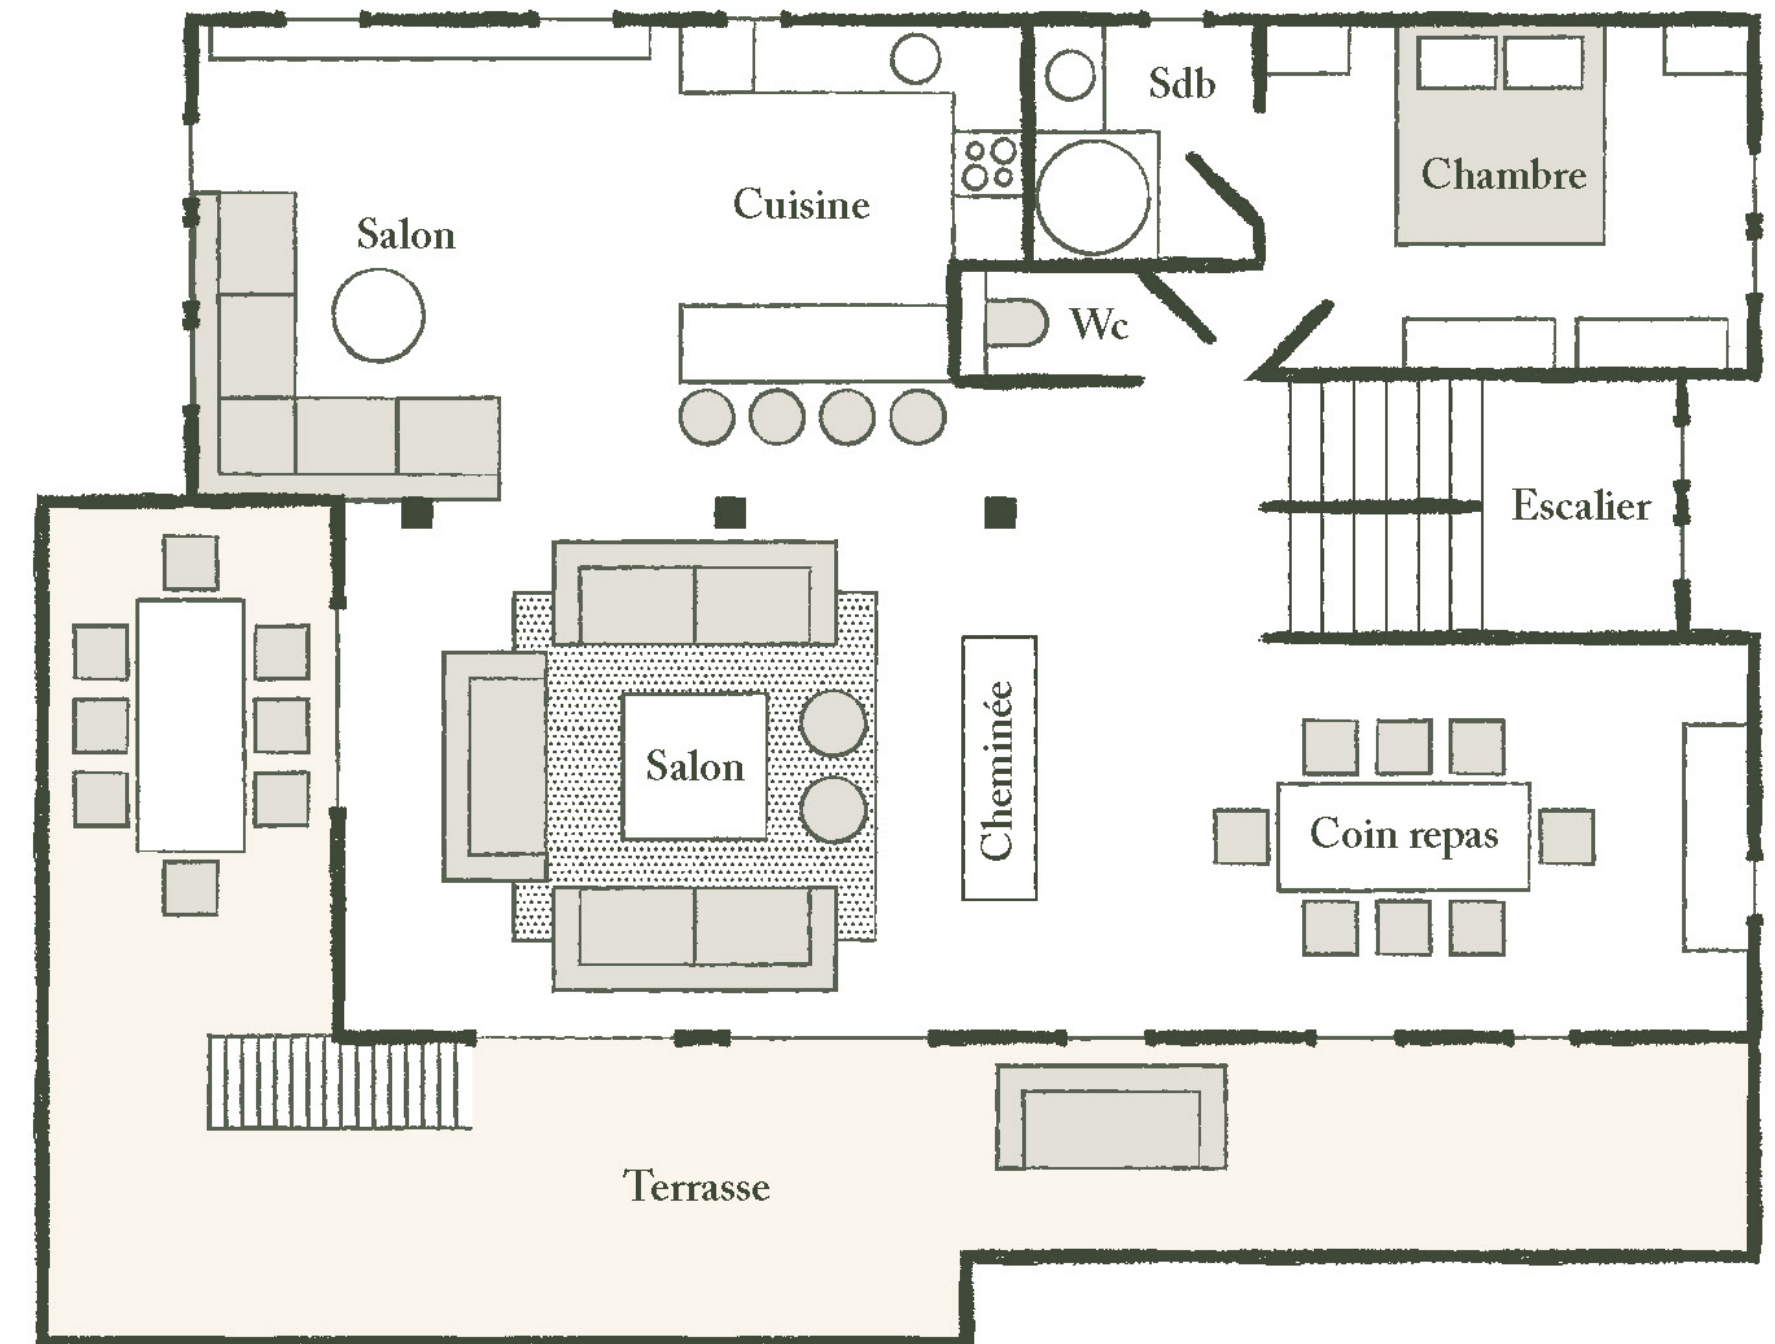 Sdb
Chambre
Cuisine
Salon
Wc
Escalier
Salon
Cheminée
Coin repas
Terrasse